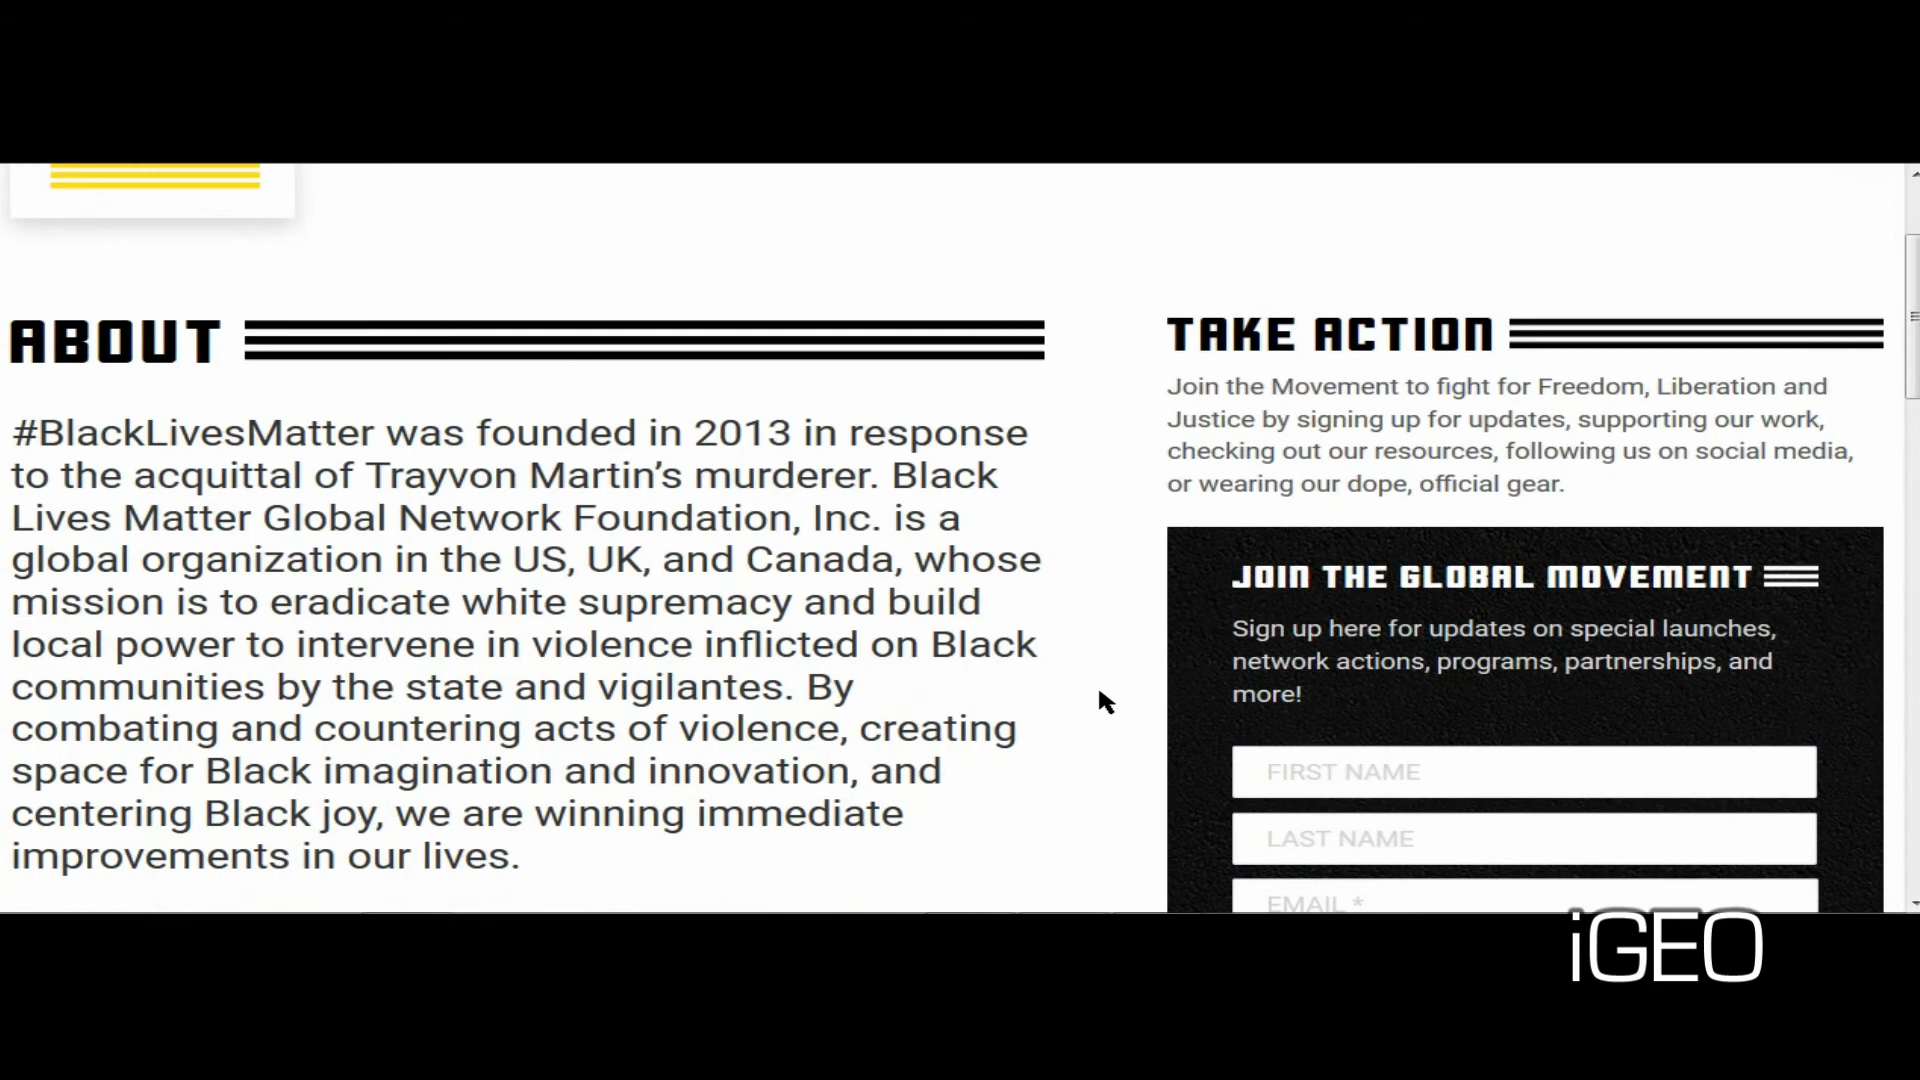 ABOUT
#BlackLivesMatter was founded in 2013 in response
to the acquittal of Trayvon Martin’s murderer. Black
Lives Matter Global Network Foundation, Inc. is a
global organization in the US, UK, and Canada, whose
mission is to eradicate white supremacy and build
local power to intervene in violence inflicted on Black
communities by the state and vigilantes. By
combating and countering acts of violence, creating
space for Black imagination and innovation, and
centering Black joy, we are winning immediate
improvements in our lives.
TAKE ACTION
Join the Movement to fight for Freedom, Liberation and
Justice by signing up for updates, supporting our work,
checking out our resources, following us on social media,
or wearing our dope, official gear.
JOIN THE GLOBAL MOVEMENT
Sign up here for updates on special launches,
network actions, programs, partnerships, and
more!
FIRST NAME
LAST NAME
EMAIL *
iGEO